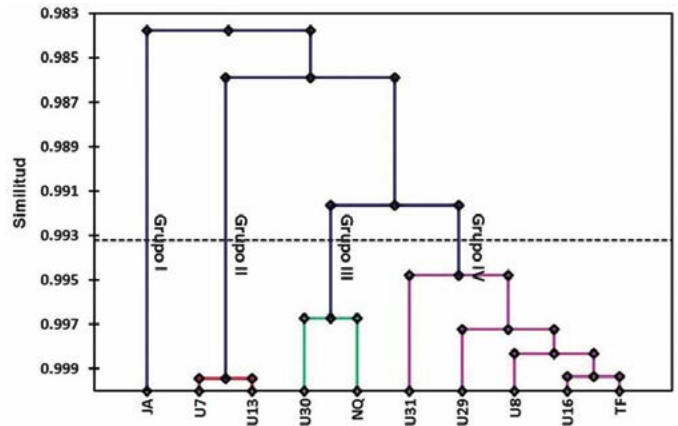 0.983
0.985
0.987
0.989
0.991
0.993
0.995
0.997
0.999
Similitud
Grupo I
Grupo II
Grupo III
Grupo IV
JA
U7
U13
U30
NQ
U31
U29
U8
U16
TF